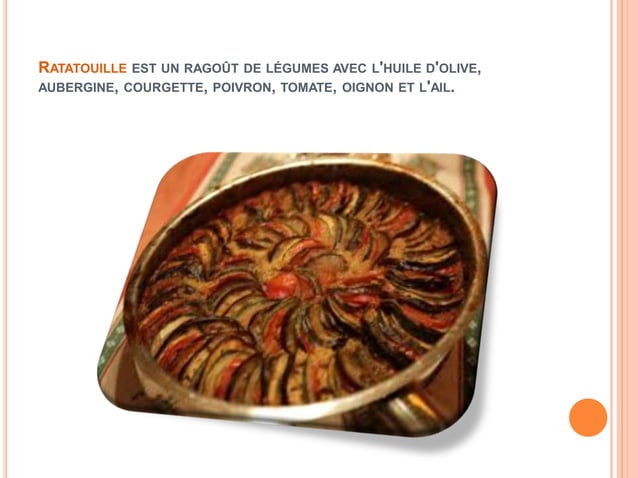 Ratatouille est un ragoût de légumes avec l'huile d'olive,
aubergine, courgette, poivron, tomate, oignon et l'ail.